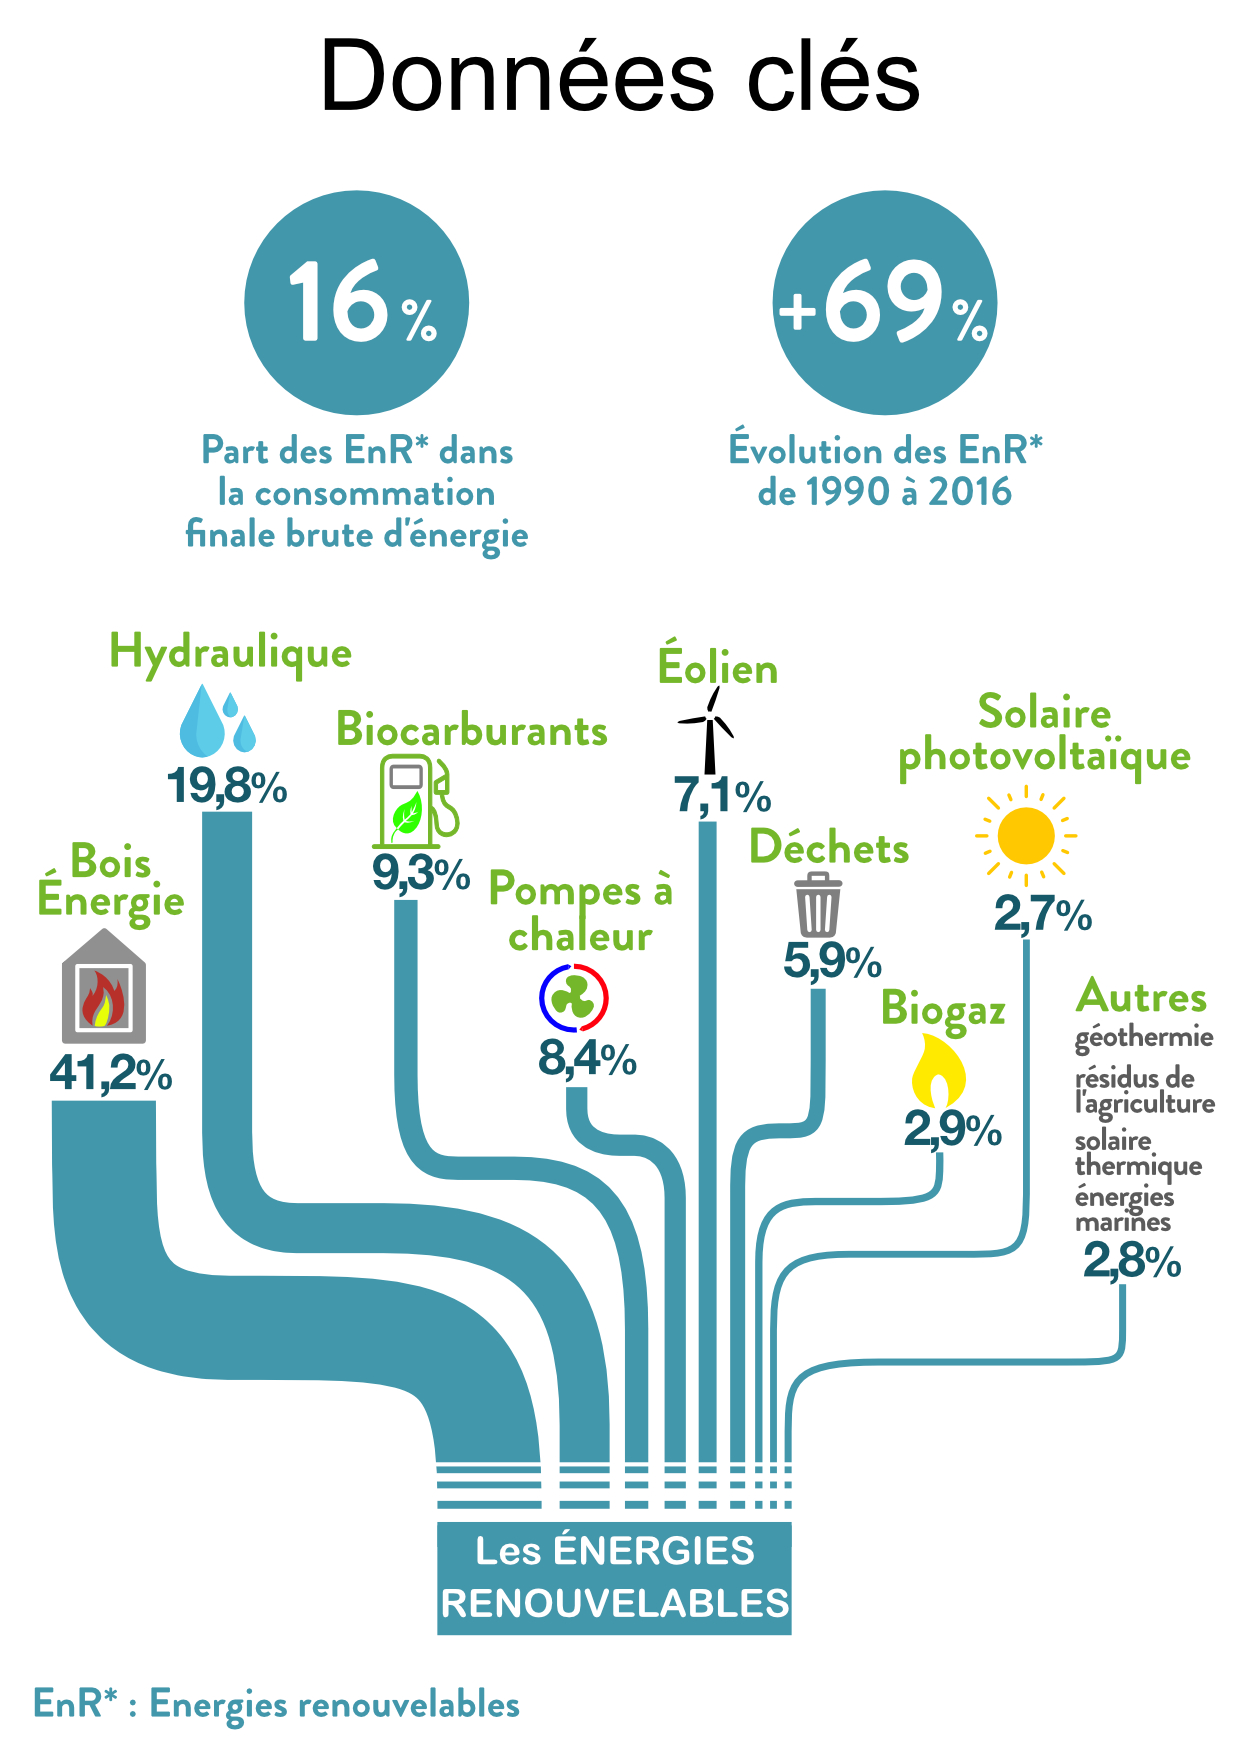 Données clés
16 %
Part des EnR* dans
la consommation
finale brute d'énergie
+69 %
Évolution des EnR*
de 1990 à 2016
Hydraulique
19,8%
Éolien
7,1%
Biocarburants
9,3%
Solaire
photovoltaïque
2,7%
Bois
Énergie
41,2%
Pompes à
chaleur
8,4%
Déchets
5,9%
Biogaz
2,9%
Autres
géothermie
résidus de
l'agriculture
solaire
thermique
énergies
marines
2,8%
Les ÉNERGIES
RENOUVELABLES
EnR* : Energies renouvelables